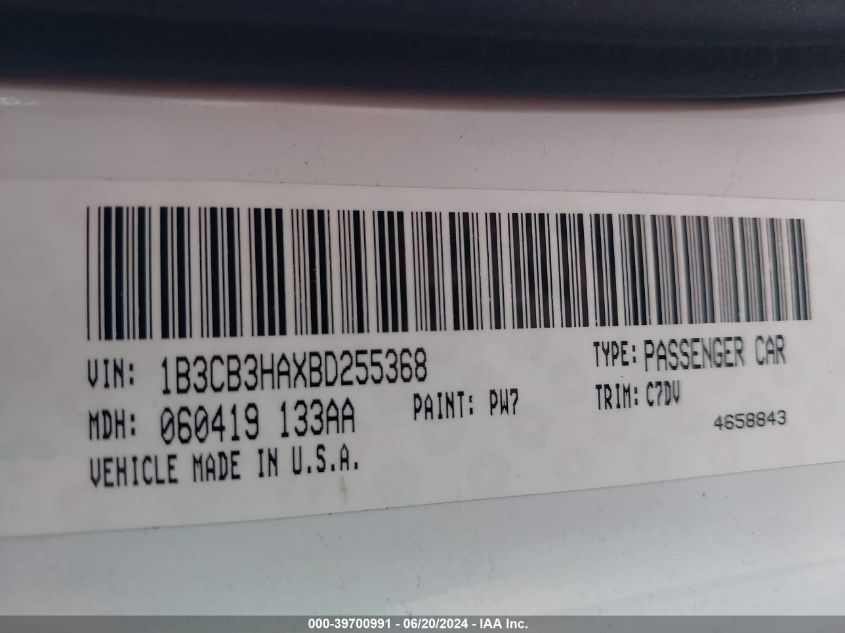 VIN: 1B3CB3HAXBD255368
TYPE: PASSENGER CAR
MDH: 060419 133AA
PAINT: PW7
TRIM: C7DV
4658843
VEHICLE MADE IN U.S.A.
000-39700991 - 06/20/2024 - IAA Inc.